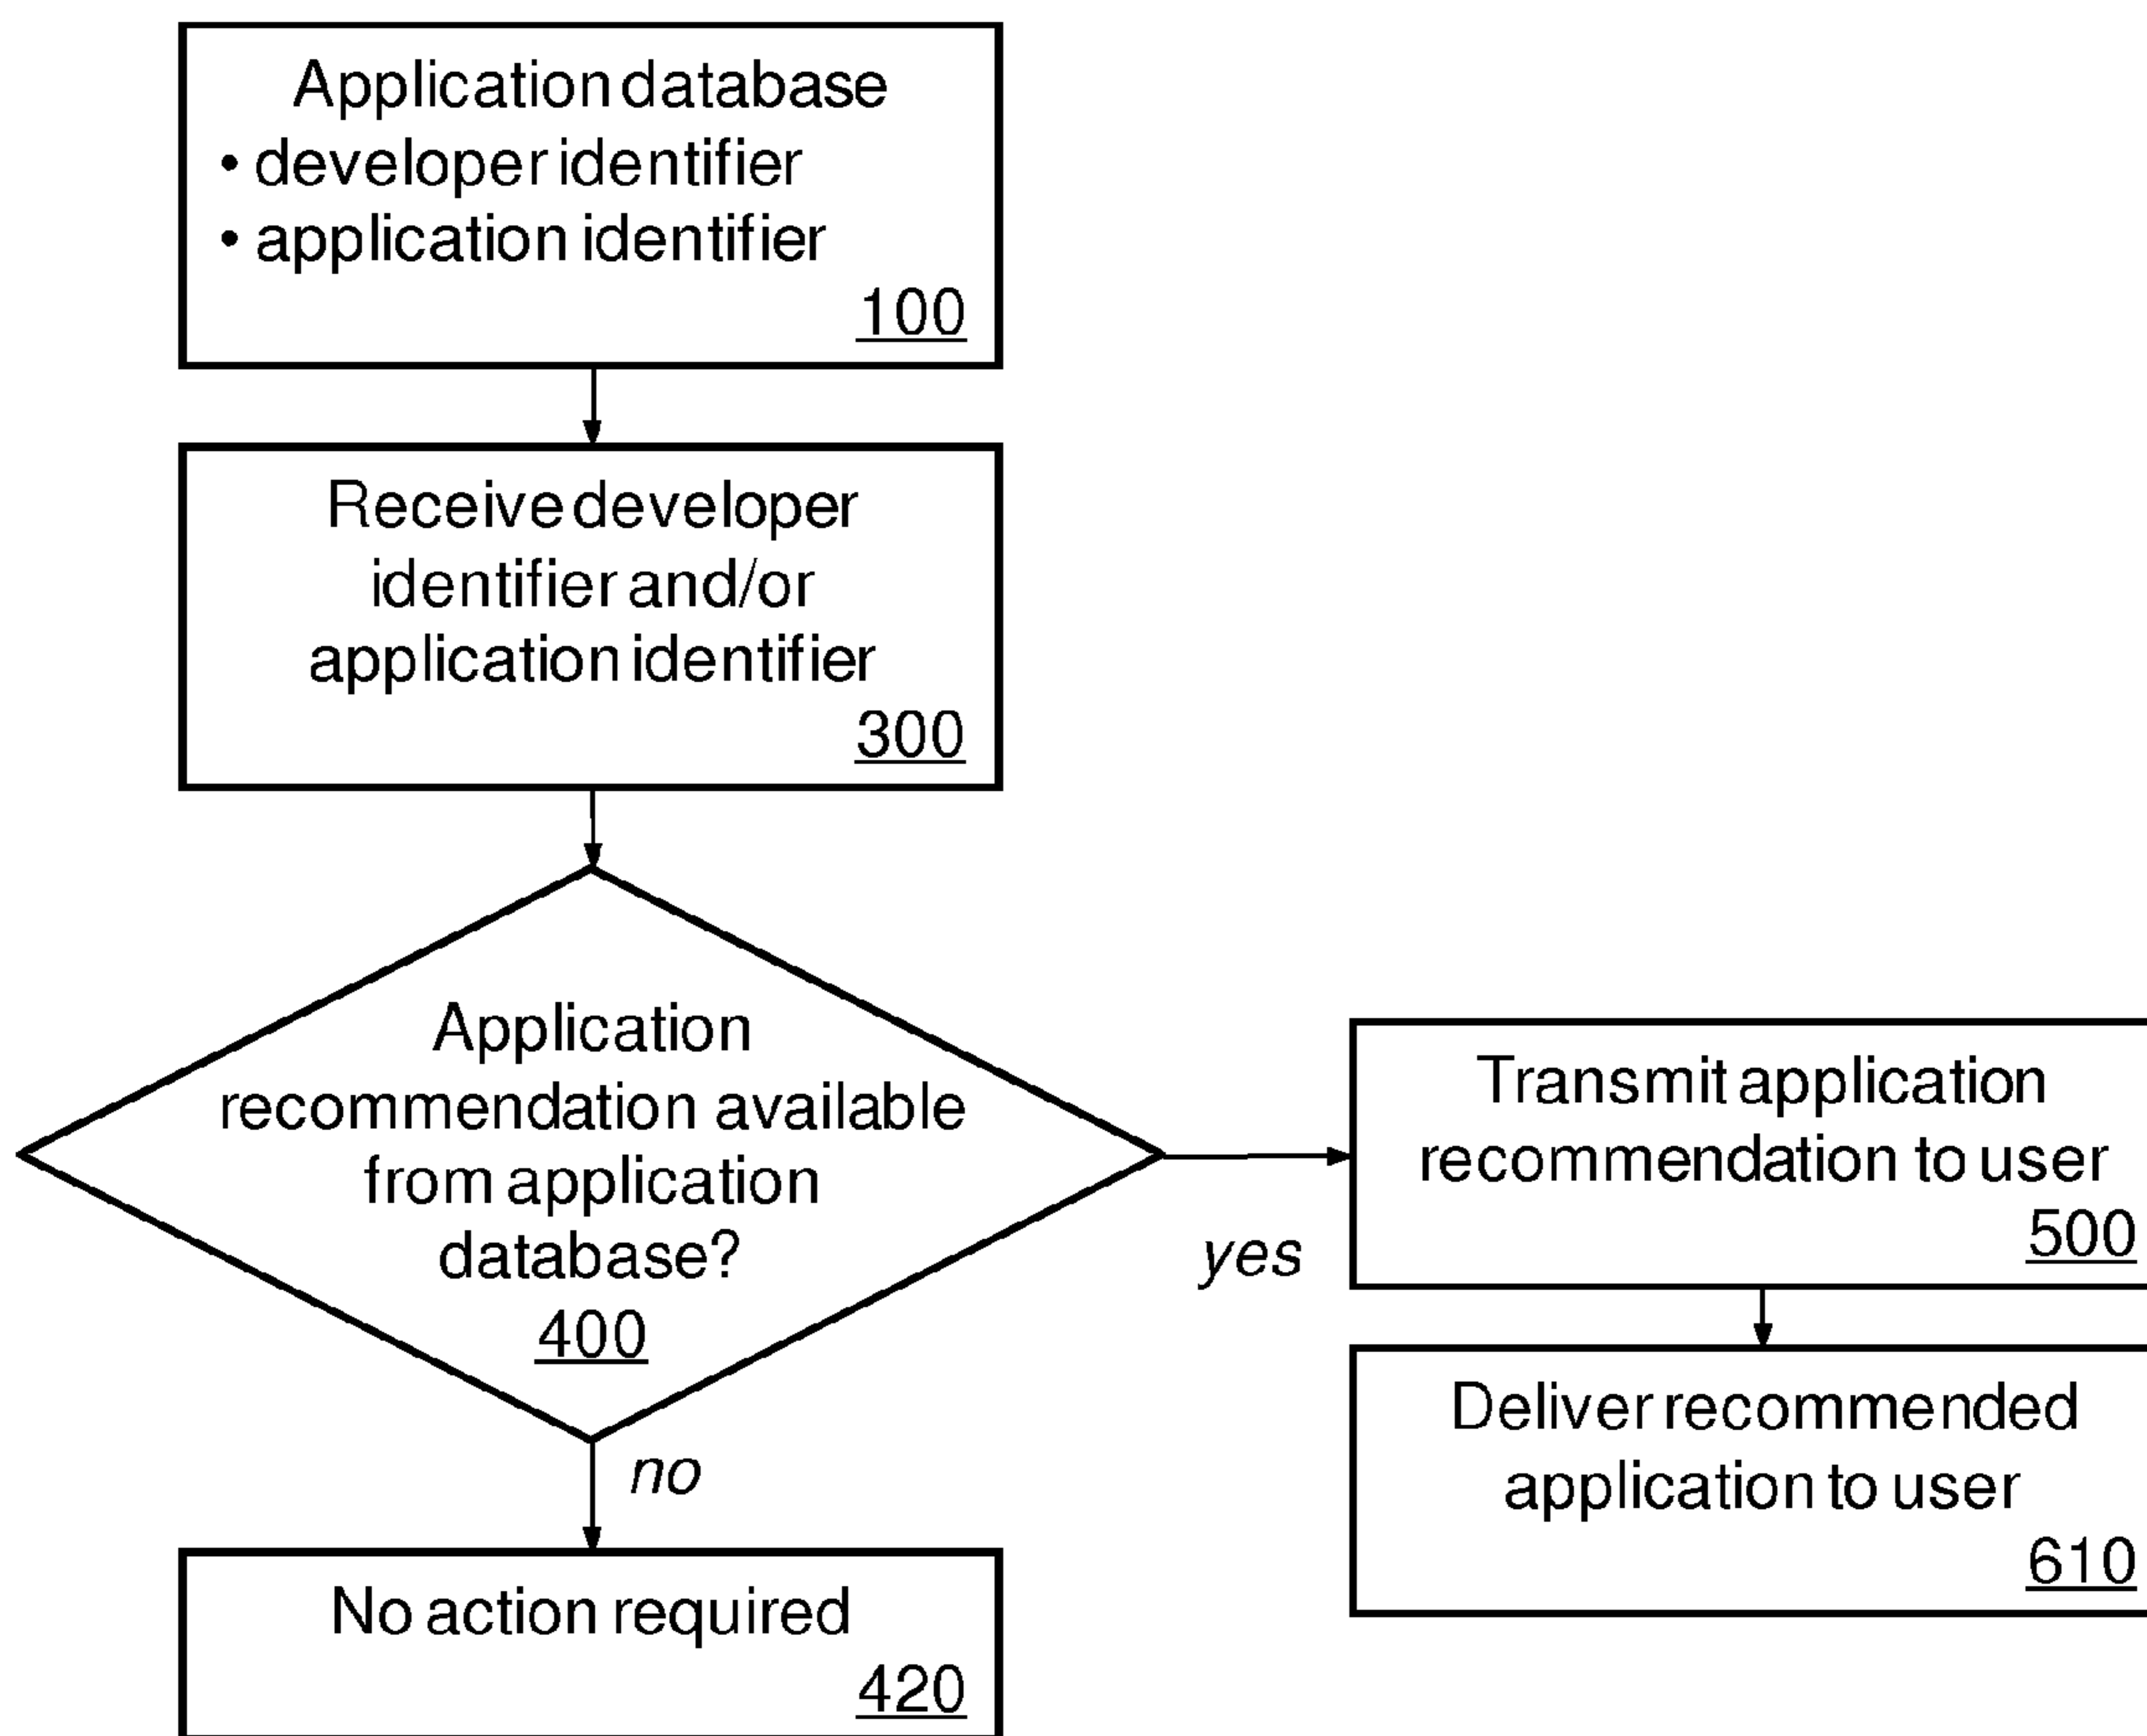 Application database
• developer identifier
• application identifier
100
Receive developer
identifier and/or
application identifier
300
Application
recommendation available
from application
database?
400
yes
Transmit application
recommendation to user
500
Deliver recommended
application to user
610
no
No action required
420